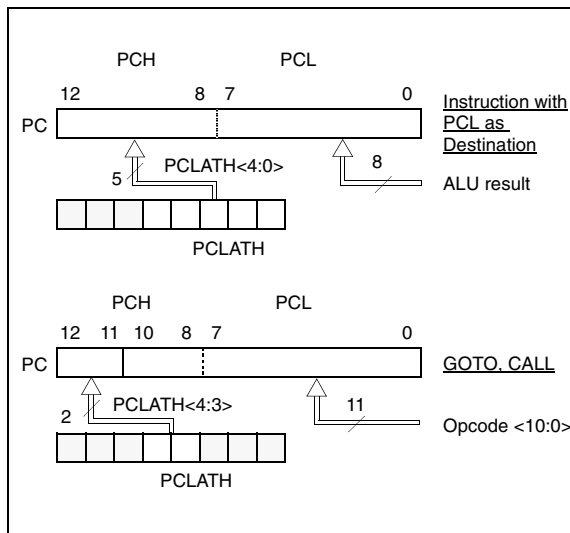 PCH PCL
12 8 7 0
PC
Instruction with
PCL as
Destination
5 PCLATH<4:0> 8
ALU result
PCLATH
PCH PCL
12 11 10 8 7 0
PC GOTO, CALL
2 PCLATH<4:3> 11
Opcode <10:0>
PCLATH